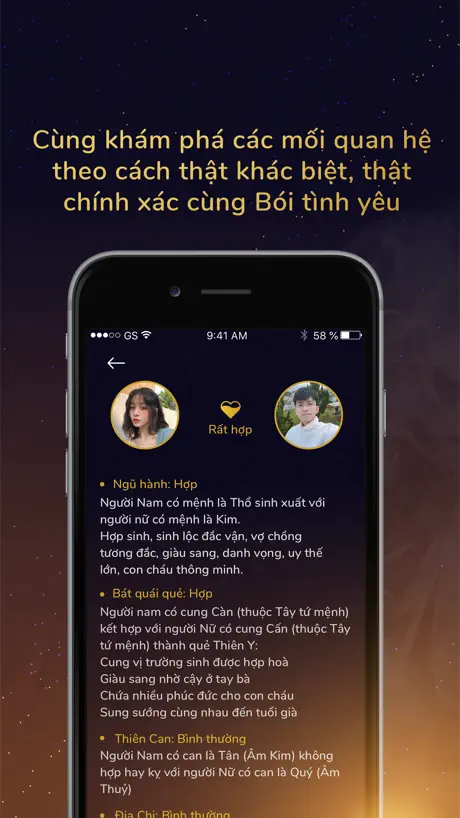 Cùng khám phá các mối quan hệ
theo cách thật khác biệt, thật
chính xác cùng Bói tình yêu
GS 9:41 AM 58 %
Rất hợp
Ngũ hành: Hợp
Người Nam có mệnh là Thổ sinh xuất với
người nữ có mệnh là Kim.
Hợp sinh, sinh lộc đắc vận, vợ chồng
tương đắc, giàu sang, danh vọng, uy thế
lớn, con cháu thông minh.
Bát quái quẻ: Hợp
Người nam có cung Càn (thuộc Tây tứ mệnh)
kết hợp với người Nữ có cung Cấn (thuộc Tây
tứ mệnh) thành quẻ Thiên Y:
Cung vị trường sinh được hợp hoà
Giàu sang nhờ cậy ở tay bà
Chứa nhiều phúc đức cho con cháu
Sung sướng cùng nhau đến tuổi già
Thiên Can: Bình thường
Người Nam có can là Tân (Âm Kim) không
hợp hay kỵ với người Nữ có can là Quý (Âm
Thuỷ)
Địa Chi: Bình thường